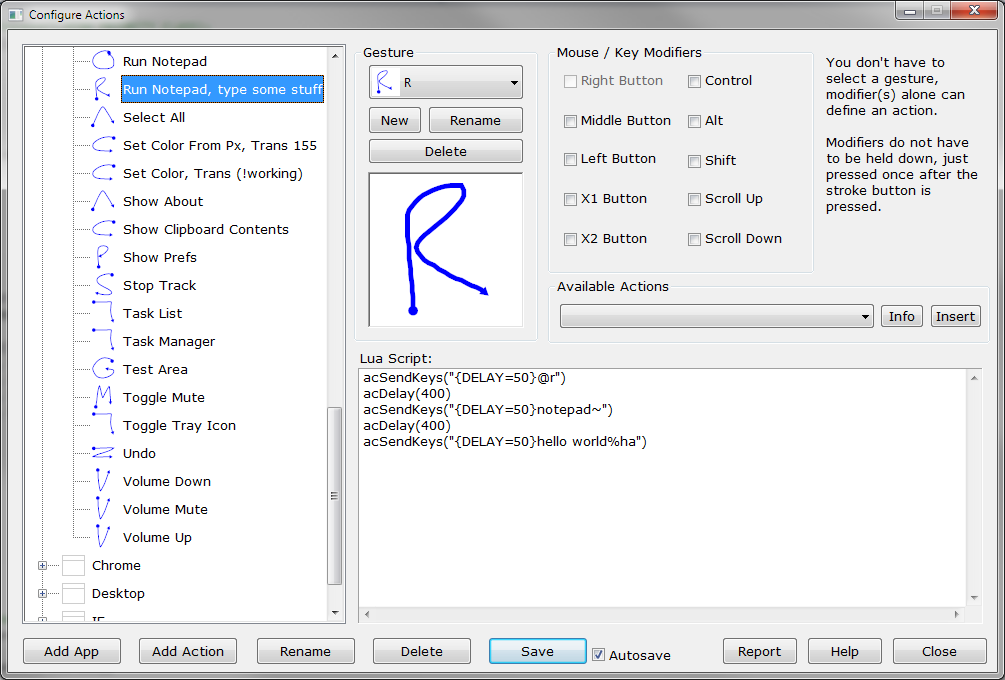 Configure Actions
Run Notepad
Run Notepad, type some stuff
Select All
Set Color From Px, Trans 155
Set Color, Trans (!working)
Show About
Show Clipboard Contents
Show Prefs
Stop Track
Task List
Task Manager
Test Area
Toggle Mute
Toggle Tray Icon
Undo
Volume Down
Volume Mute
Volume Up
Chrome
Desktop
IE
Gesture
R
New
Rename
Delete
Mouse / Key Modifiers
Right Button
Control
Middle Button
Alt
Left Button
Shift
X1 Button
Scroll Up
X2 Button
Scroll Down
You don't have to
select a gesture,
modifier(s) alone can
define an action.
Modifiers do not have
to be held down, just
pressed once after the
stroke button is
pressed.
Available Actions
Info
Insert
Lua Script:
acSendKeys("{DELAY=50}@r")
acDelay(400)
acSendKeys("{DELAY=50}notepad~")
acDelay(400)
acSendKeys("{DELAY=50}hello world%ha")
Add App
Add Action
Rename
Delete
Save
Autosave
Report
Help
Close